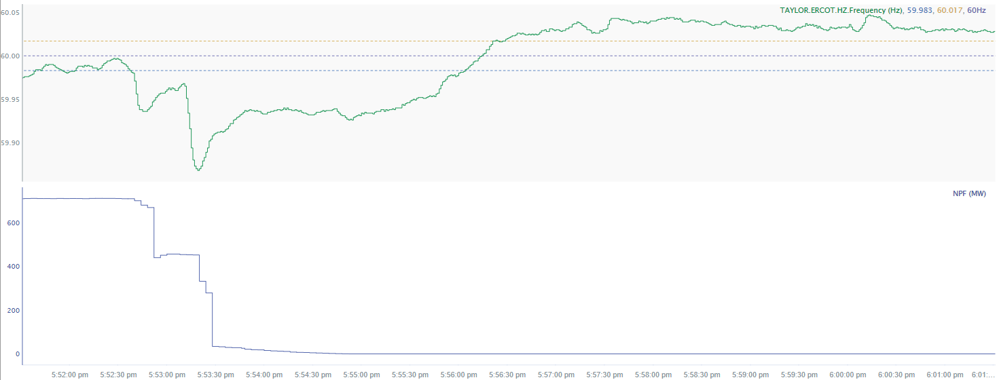 TAYLOR.ERCOT.HZ.Frequency (Hz), 59.983, 60.017, 60Hz
60.05
60.00
59.95
59.90
NPF (MW)
600
400
200
0
5:52:00 pm 5:52:30 pm 5:53:00 pm 5:53:30 pm 5:54:00 pm 5:54:30 pm 5:55:00 pm 5:55:30 pm 5:56:00 pm 5:56:30 pm 5:57:00 pm 5:57:30 pm 5:58:00 pm 5:58:30 pm 5:59:00 pm 5:59:30 pm 6:00:00 pm 6:00:30 pm 6:01:00 pm 6:01:...